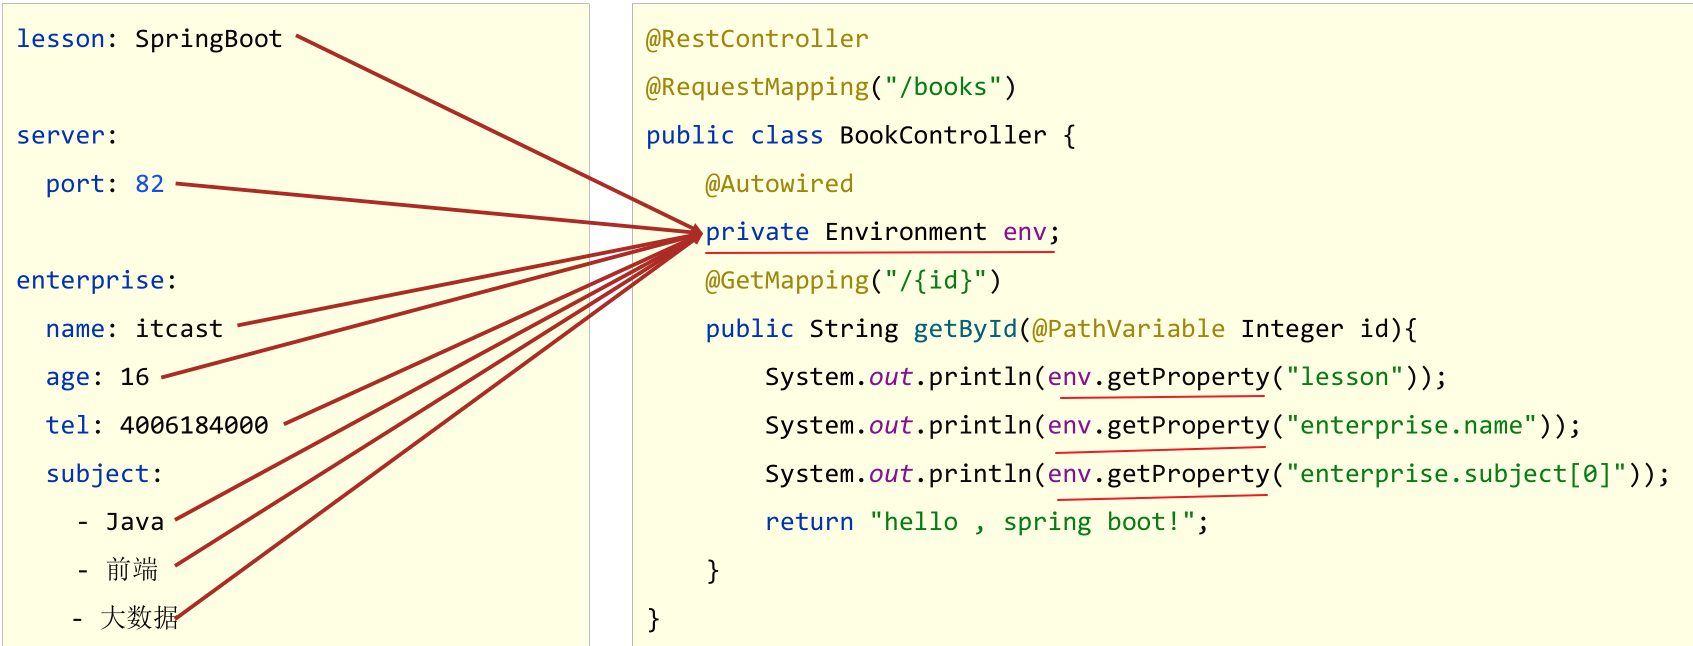 lesson: SpringBoot
server:
port: 82
enterprise:
name: itcast
age: 16
tel: 4006184000
subject:
- Java
- 前端
- 大数据
@RestController
@RequestMapping("/books")
public class BookController {
@Autowired
private Environment env;
@GetMapping("/{id}")
public String getById(@PathVariable Integer id){
System.out.println(env.getProperty("lesson"));
System.out.println(env.getProperty("enterprise.name"));
System.out.println(env.getProperty("enterprise.subject[0]"));
return "hello , spring boot!";
}
}